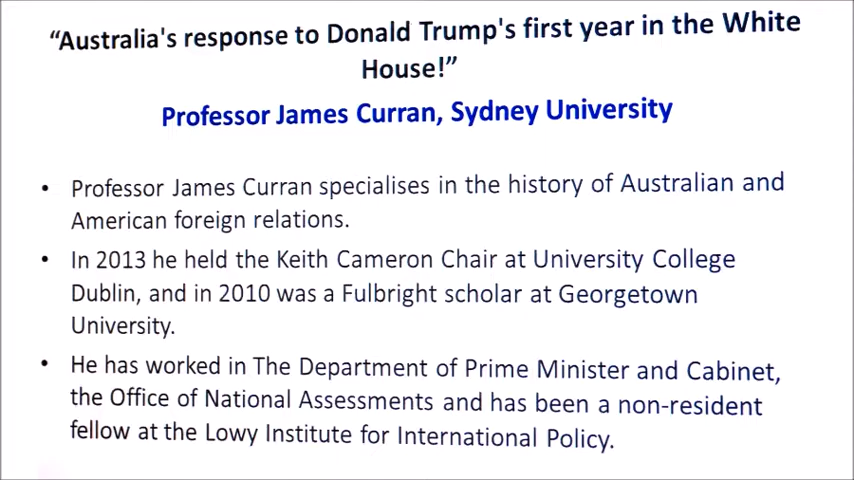 “Australia's response to Donald Trump's first year in the White
House!”
Professor James Curran, Sydney University
• Professor James Curran specialises in the history of Australian and
American foreign relations.
• In 2013 he held the Keith Cameron Chair at University College
Dublin, and in 2010 was a Fulbright scholar at Georgetown
University.
• He has worked in The Department of Prime Minister and Cabinet,
the Office of National Assessments and has been a non-resident
fellow at the Lowy Institute for International Policy.